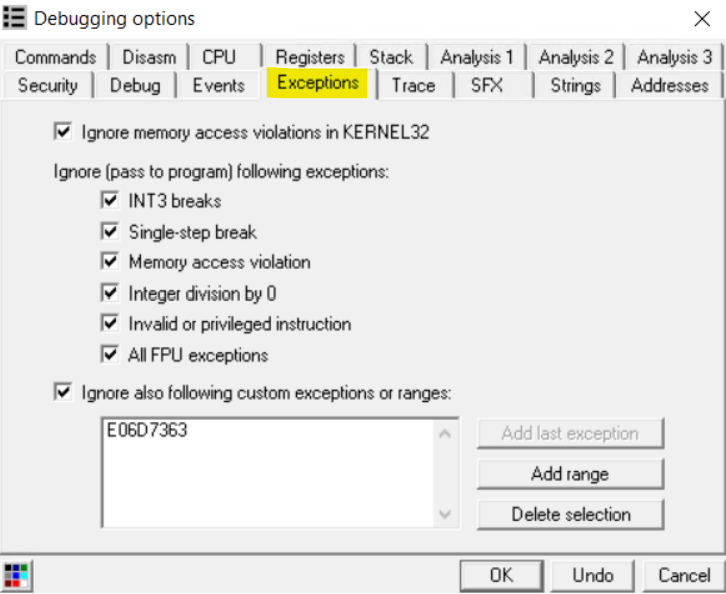 Debugging options
Commands Disasm CPU Registers Stack Analysis 1 Analysis 2 Analysis 3
Security Debug Events Exceptions Trace SFX Strings Addresses
Ignore memory access violations in KERNEL32
Ignore (pass to program) following exceptions:
INT3 breaks
Single-step break
Memory access violation
Integer division by 0
Invalid or privileged instruction
All FPU exceptions
Ignore also following custom exceptions or ranges:
E06D7363
Add last exception
Add range
Delete selection
OK Undo Cancel